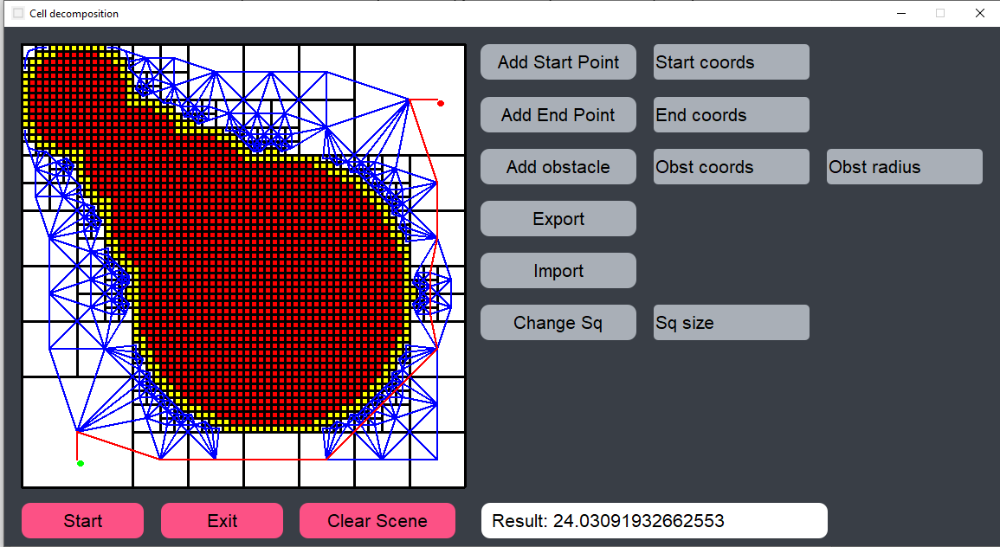 Cell decomposition
Add Start Point
Start coords
Add End Point
End coords
Add obstacle
Obst coords
Obst radius
Export
Import
Change Sq
Sq size
Start
Exit
Clear Scene
Result: 24.03091932662553